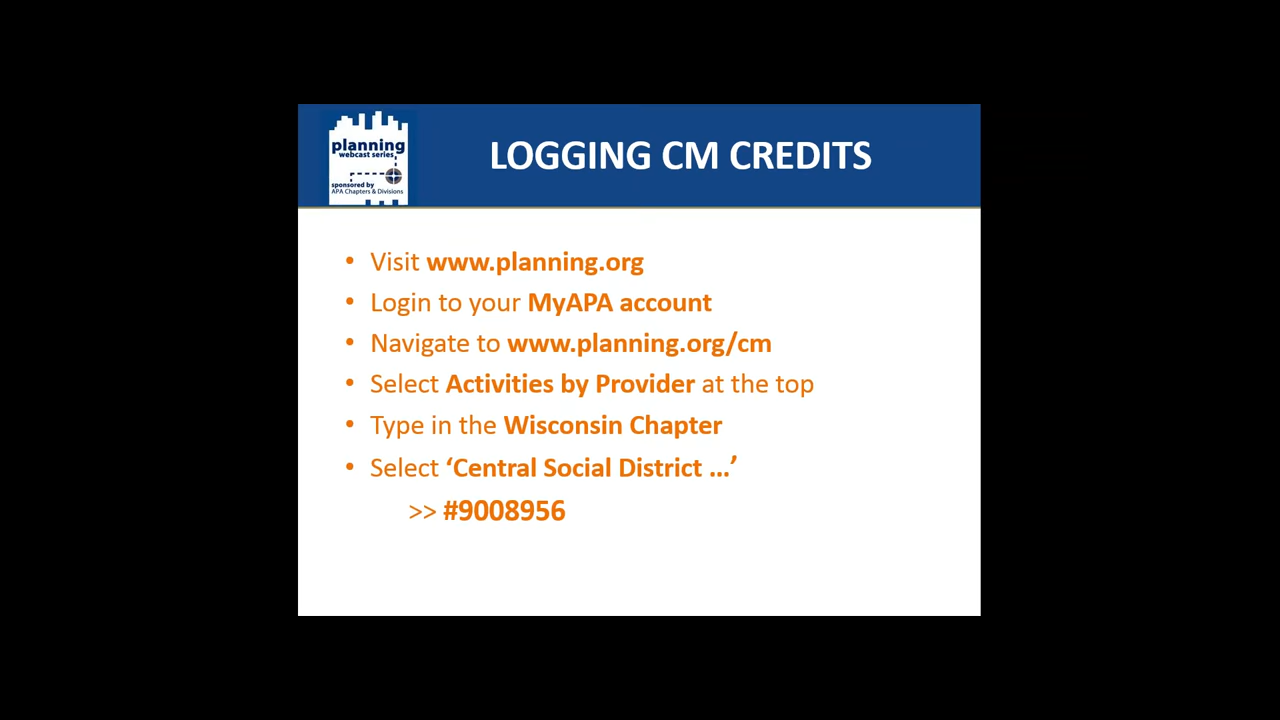 planning
webcast series
sponsored by
APA Chapters & Divisions
LOGGING CM CREDITS
• Visit www.planning.org
• Login to your MyAPA account
• Navigate to www.planning.org/cm
• Select Activities by Provider at the top
• Type in the Wisconsin Chapter
• Select ‘Central Social District ...’
>> #9008956